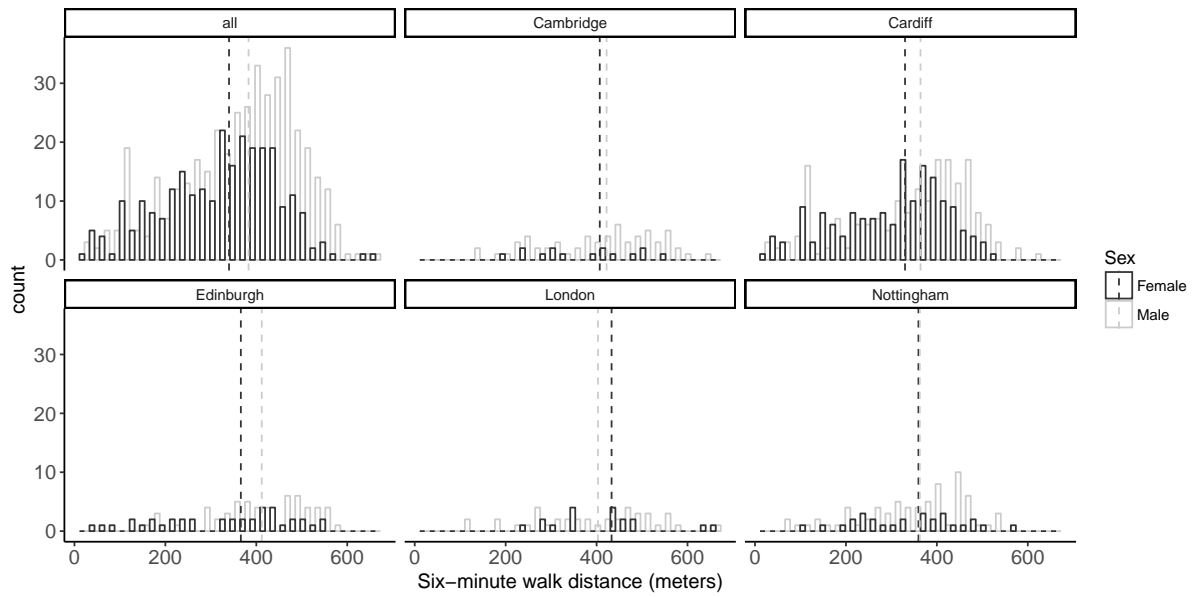 all
Cambridge
Cardiff
30
20
10
0
Edinburgh
London
Nottingham
30
20
10
0
0 200 400 600
0 200 400 600
0 200 400 600
count
Six−minute walk distance (meters)
Sex
Female
Male